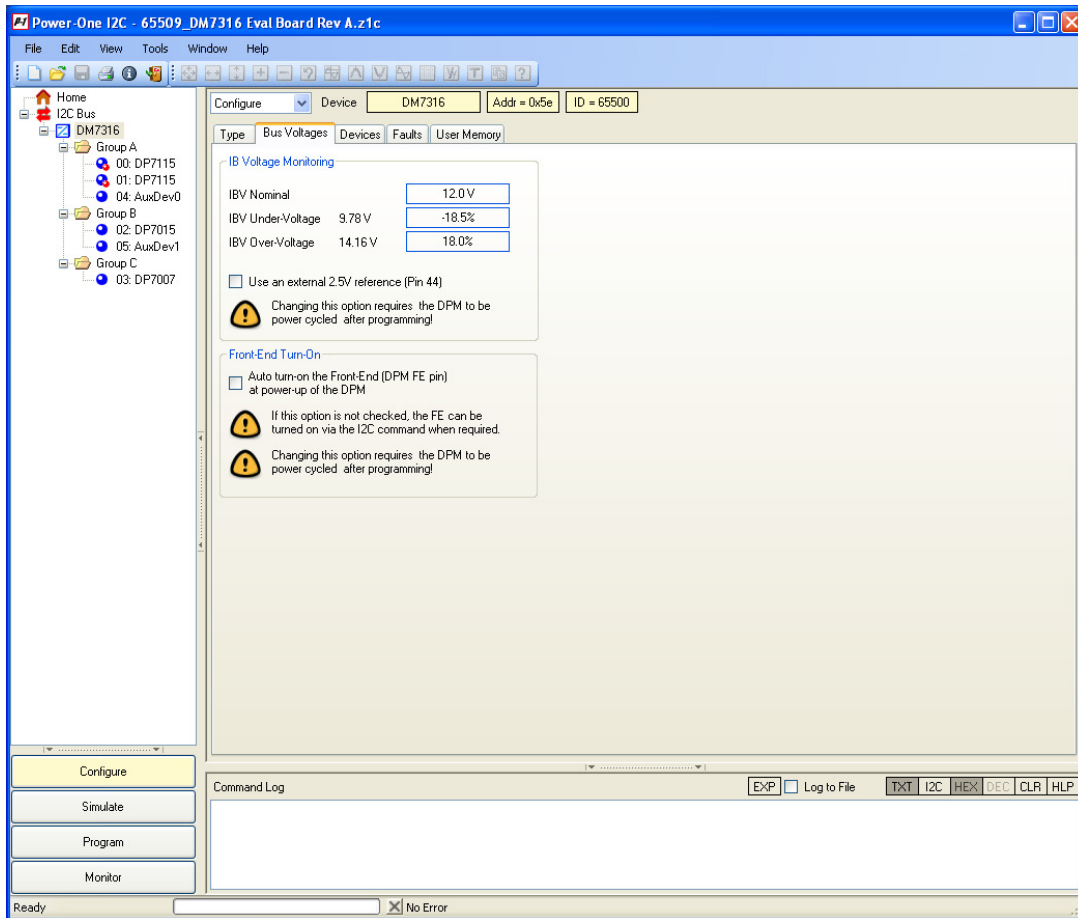 Power-One I2C - 65509_DM7316 Eval Board Rev A.z1c
File Edit View Tools Window Help
Home
I2C Bus
DM7316
Group A
00: DP7115
01: DP7115
04: AuxDev0
Group B
02: DP7015
05: AuxDev1
Group C
03: DP7007
Configure
Simulate
Program
Monitor
Configure Device DM7316 Addr = 0x5e ID = 65500
Type Bus Voltages Devices Faults User Memory
IB Voltage Monitoring
IBV Nominal 12.0 V
IBV Under-Voltage 9.78 V -18.5%
IBV Over-Voltage 14.16 V 18.0%
Use an external 2.5V reference (Pin 44)
Changing this option requires the DPM to be
power cycled after programming!
Front-End Turn-On
Auto turn-on the Front-End (DPM FE pin)
at power-up of the DPM
If this option is not checked, the FE can be
turned on via the I2C command when required.
Changing this option requires the DPM to be
power cycled after programming!
Command Log EXP Log to File TXT I2C HEX DEC CLR HLP
Ready No Error